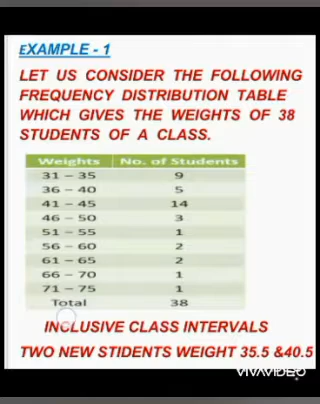 EXAMPLE - 1
LET US CONSIDER THE FOLLOWING
FREQUENCY DISTRIBUTION TABLE
WHICH GIVES THE WEIGHTS OF 38
STUDENTS OF A CLASS.
Weights No. of Students
31 – 35 9
36 – 40 5
41 – 45 14
46 – 50 3
51 – 55 1
56 – 60 2
61 – 65 2
66 – 70 1
71 – 75 1
Total 38
INCLUSIVE CLASS INTERVALS
TWO NEW STIDENTS WEIGHT 35.5 &40.5
VIVAVIDEO